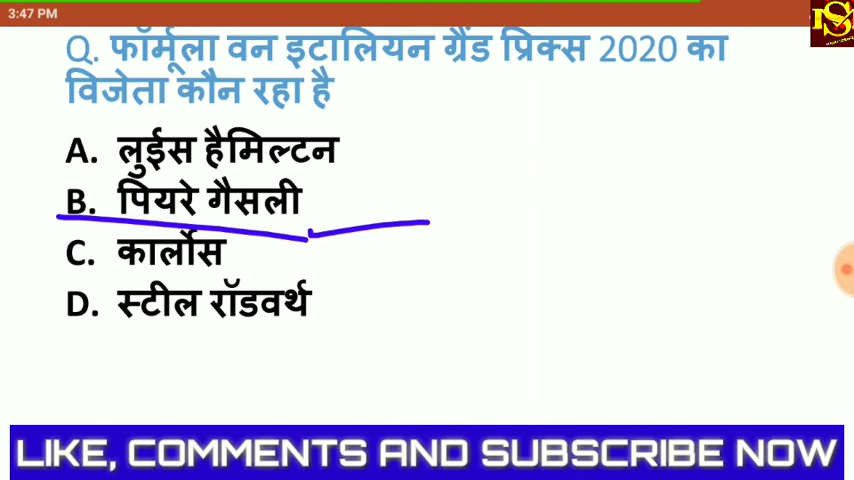 3:47 PM
Q. फॉर्मूला वन इटालियन ग्रैंड प्रिक्स 2020 का
विजेता कौन रहा है
A. लुईस हैमिल्टन
B. पियरे गैसली
C. कार्लोस
D. स्टील रॉडवर्थ
LIKE, COMMENTS AND SUBSCRIBE NOW